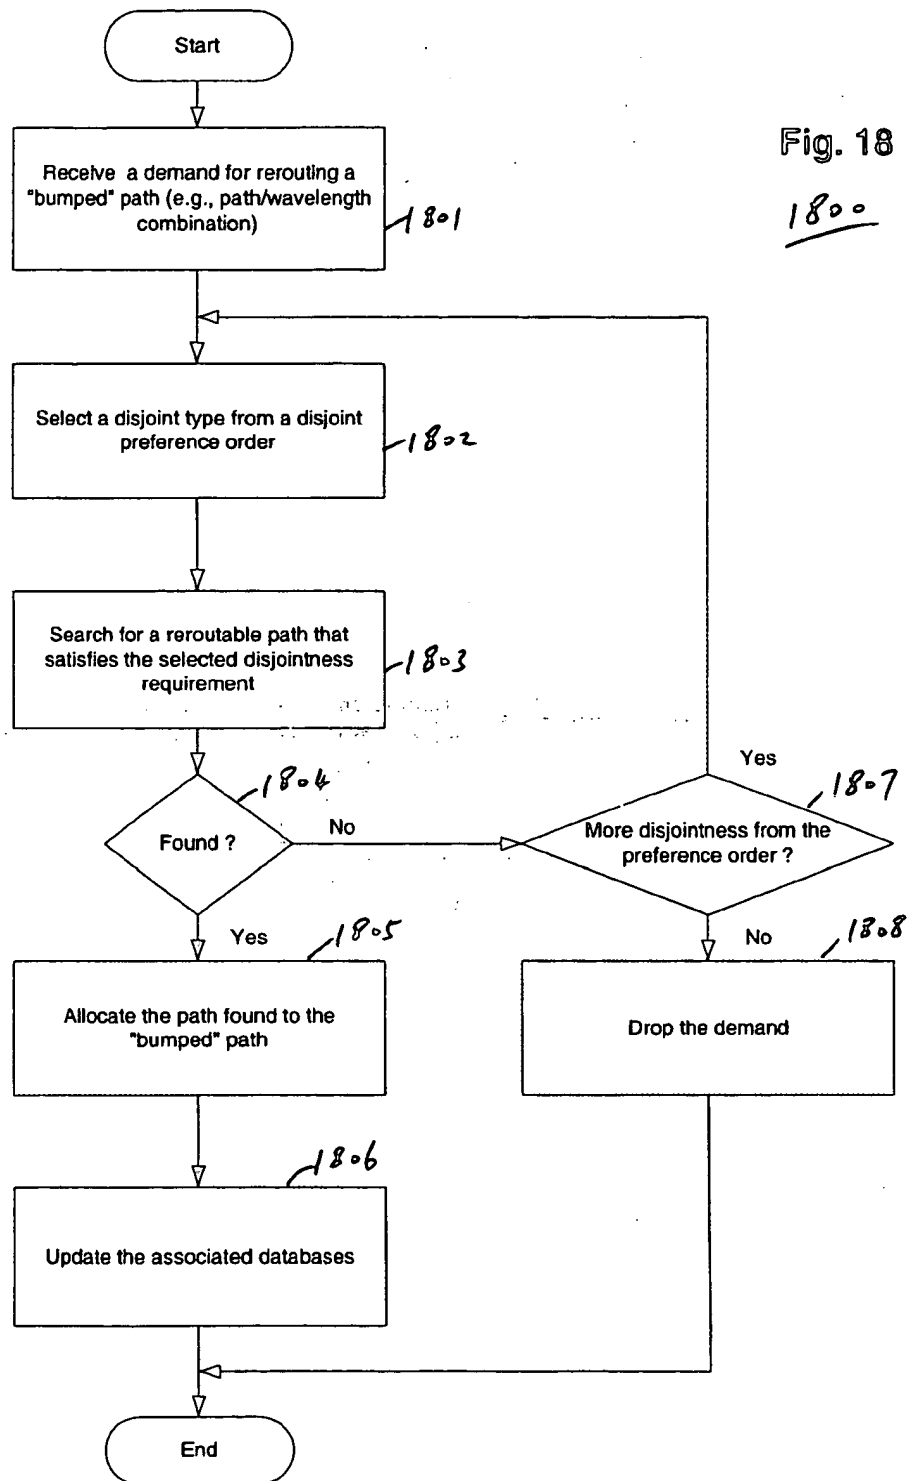 Start
Fig. 18
1800
Receive a demand for rerouting a
"bumped" path (e.g., path/wavelength
combination)
1801
Select a disjoint type from a disjoint
preference order
1802
Search for a reroutable path that
satisfies the selected disjointness
requirement
1803
Found ?
1804
No
Yes
More disjointness from the
preference order ?
1807
Yes
No
Allocate the path found to the
"bumped" path
1805
Drop the demand
1808
Update the associated databases
1806
End